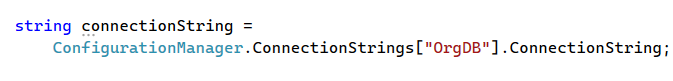 string connectionString =
ConfigurationManager.ConnectionStrings["OrgDB"].ConnectionString;